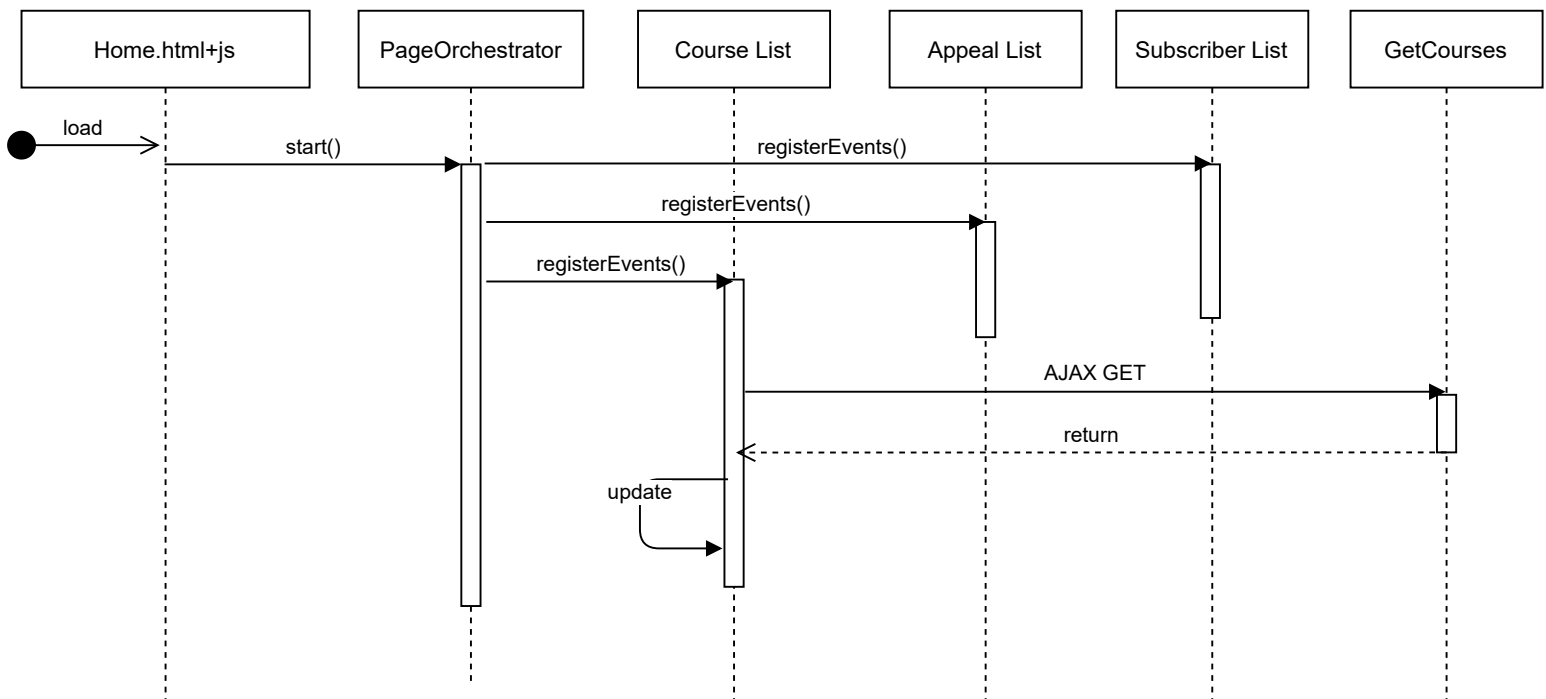 Home.html+js
PageOrchestrator
Course List
Appeal List
Subscriber List
GetCourses
load
start()
registerEvents()
registerEvents()
registerEvents()
AJAX GET
return
update